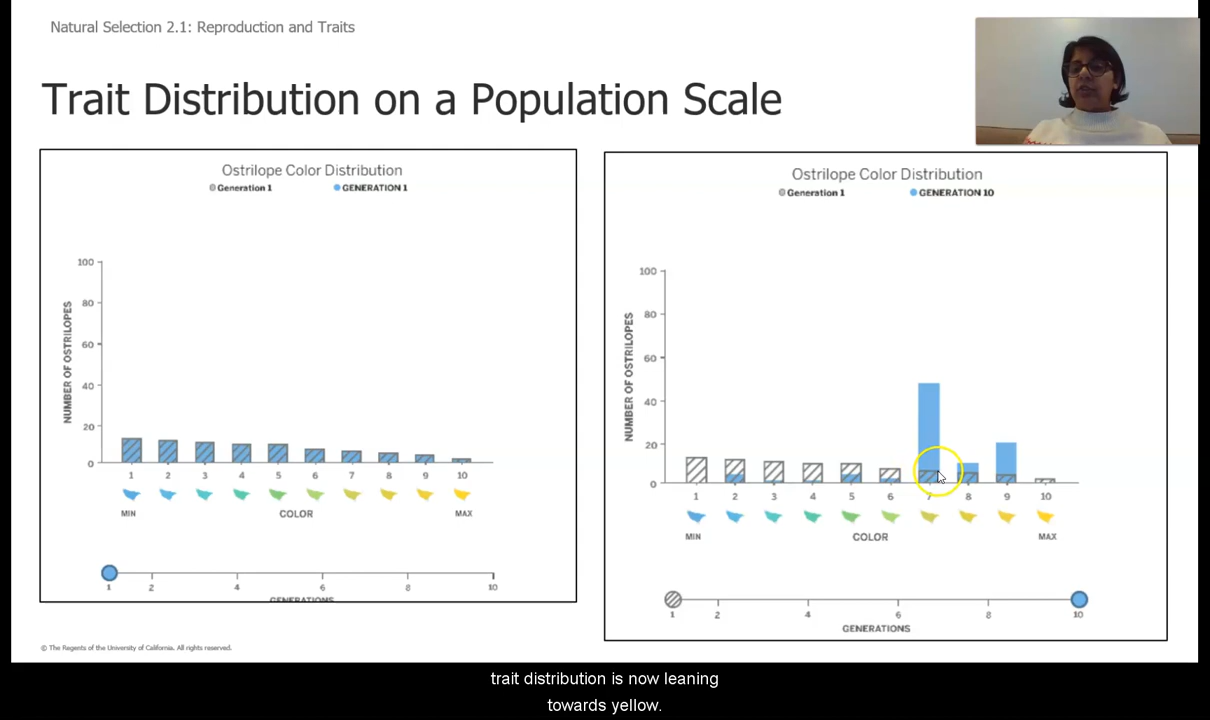 Natural Selection 2.1: Reproduction and Traits
Trait Distribution on a Population Scale
Ostrilope Color Distribution
Generation 1 GENERATION 1
NUMBER OF OSTRILOPES
100
80
60
40
20
0
1 2 3 4 5 6 7 8 9 10
MIN COLOR MAX
1 2 4 6 8 10
GENERATIONS
Ostrilope Color Distribution
Generation 1 GENERATION 10
NUMBER OF OSTRILOPES
100
80
60
40
20
0
1 2 3 4 5 6 7 8 9 10
MIN COLOR MAX
1 2 4 6 8 10
GENERATIONS
© The Regents of the University of California. All rights reserved.
trait distribution is now leaning
towards yellow.